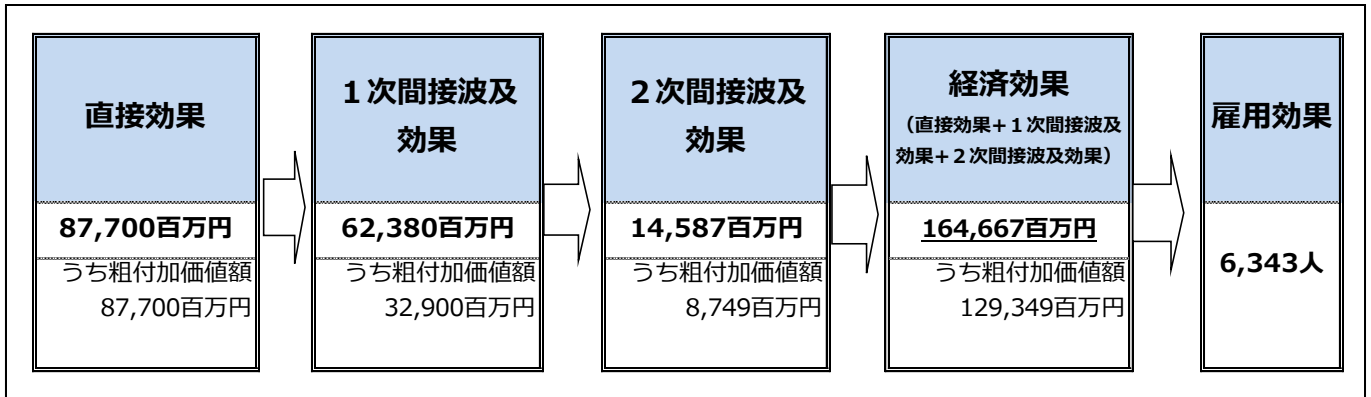 直接効果
87,700百万円
うち粗付加価値額
87,700百万円
１次間接波及
効果
62,380百万円
うち粗付加価値額
32,900百万円
２次間接波及
効果
14,587百万円
うち粗付加価値額
8,749百万円
経済効果
（直接効果＋１次間接波及
効果＋２次間接波及効果）
164,667百万円
うち粗付加価値額
129,349百万円
雇用効果
6,343人